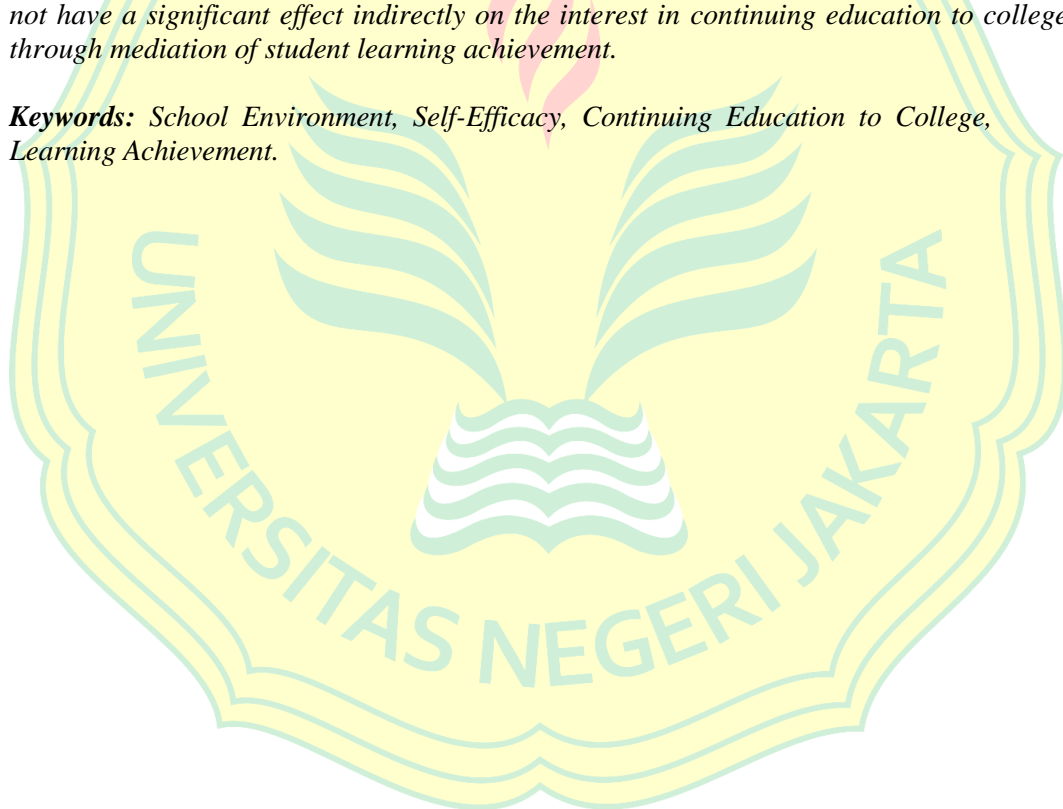 not have a significant effect indirectly on the interest in continuing education to college
through mediation of student learning achievement.
Keywords: School Environment, Self-Efficacy, Continuing Education to College,
Learning Achievement.
UNIVERSITAS NEGERI JAKARTA